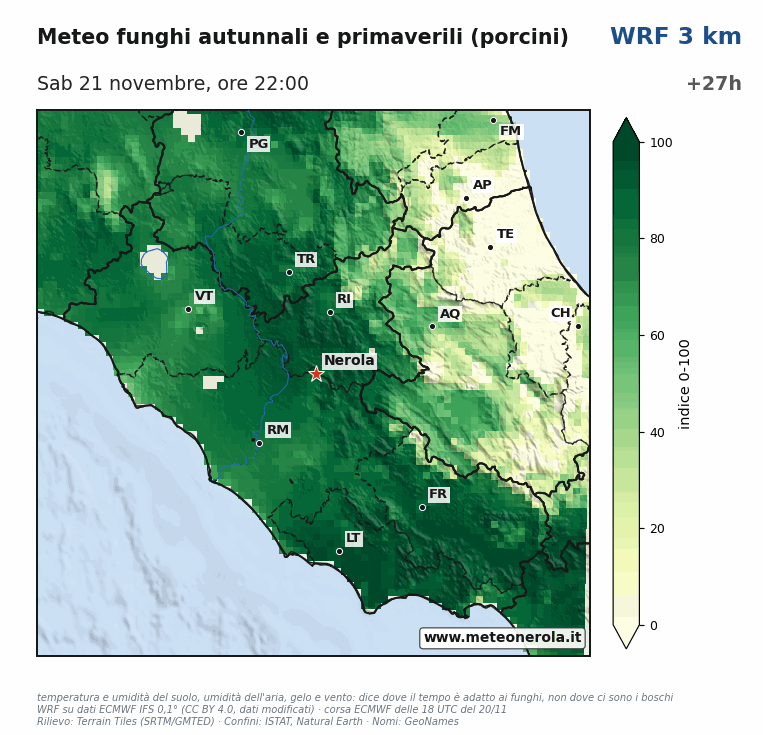 Meteo funghi autunnali e primaverili (porcini)
WRF 3 km
Sab 21 novembre, ore 22:00
+27h
FM
PG
AP
TE
TR
VT
RI
AQ
CH
Nerola
RM
FR
LT
www.meteonerola.it
100
80
60
40
20
0
indice 0-100
temperatura e umidità del suolo, umidità dell'aria, gelo e vento: dice dove il tempo è adatto ai funghi, non dove ci sono i boschi
WRF su dati ECMWF IFS 0,1° (CC BY 4.0, dati modificati) · corsa ECMWF delle 18 UTC del 20/11
Rilievo: Terrain Tiles (SRTM/GMTED) · Confini: ISTAT, Natural Earth · Nomi: GeoNames